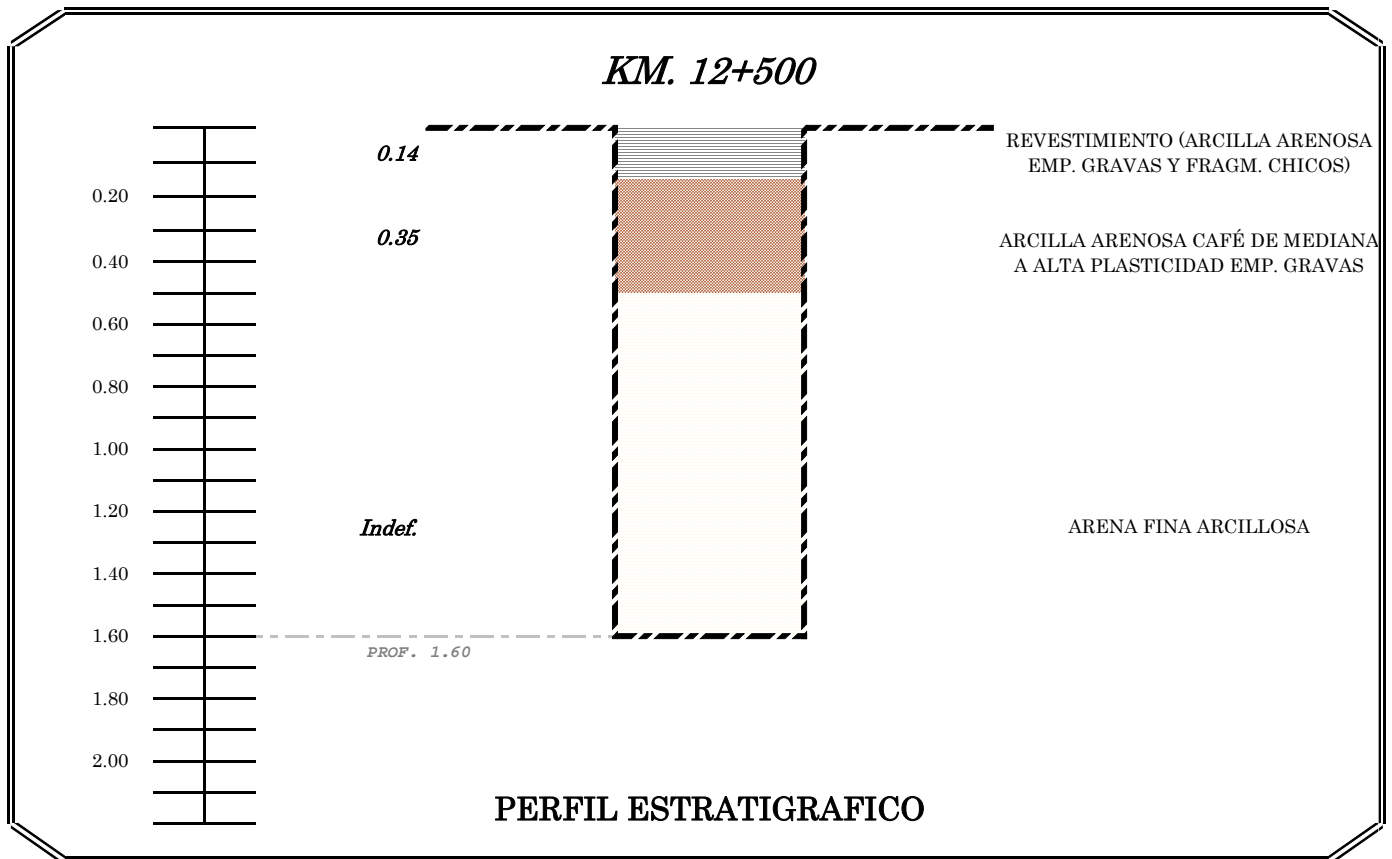 KM. 12+500
0.14
REVESTIMIENTO (ARCILLA ARENOSA
EMP. GRAVAS Y FRAGM. CHICOS)
0.20
0.35
ARCILLA ARENOSA CAFÉ DE MEDIANA
A ALTA PLASTICIDAD EMP. GRAVAS
0.40
0.60
0.80
1.00
1.20
Indef.
ARENA FINA ARCILLOSA
1.40
1.60
PROF. 1.60
1.80
2.00
PERFIL ESTRATIGRAFICO